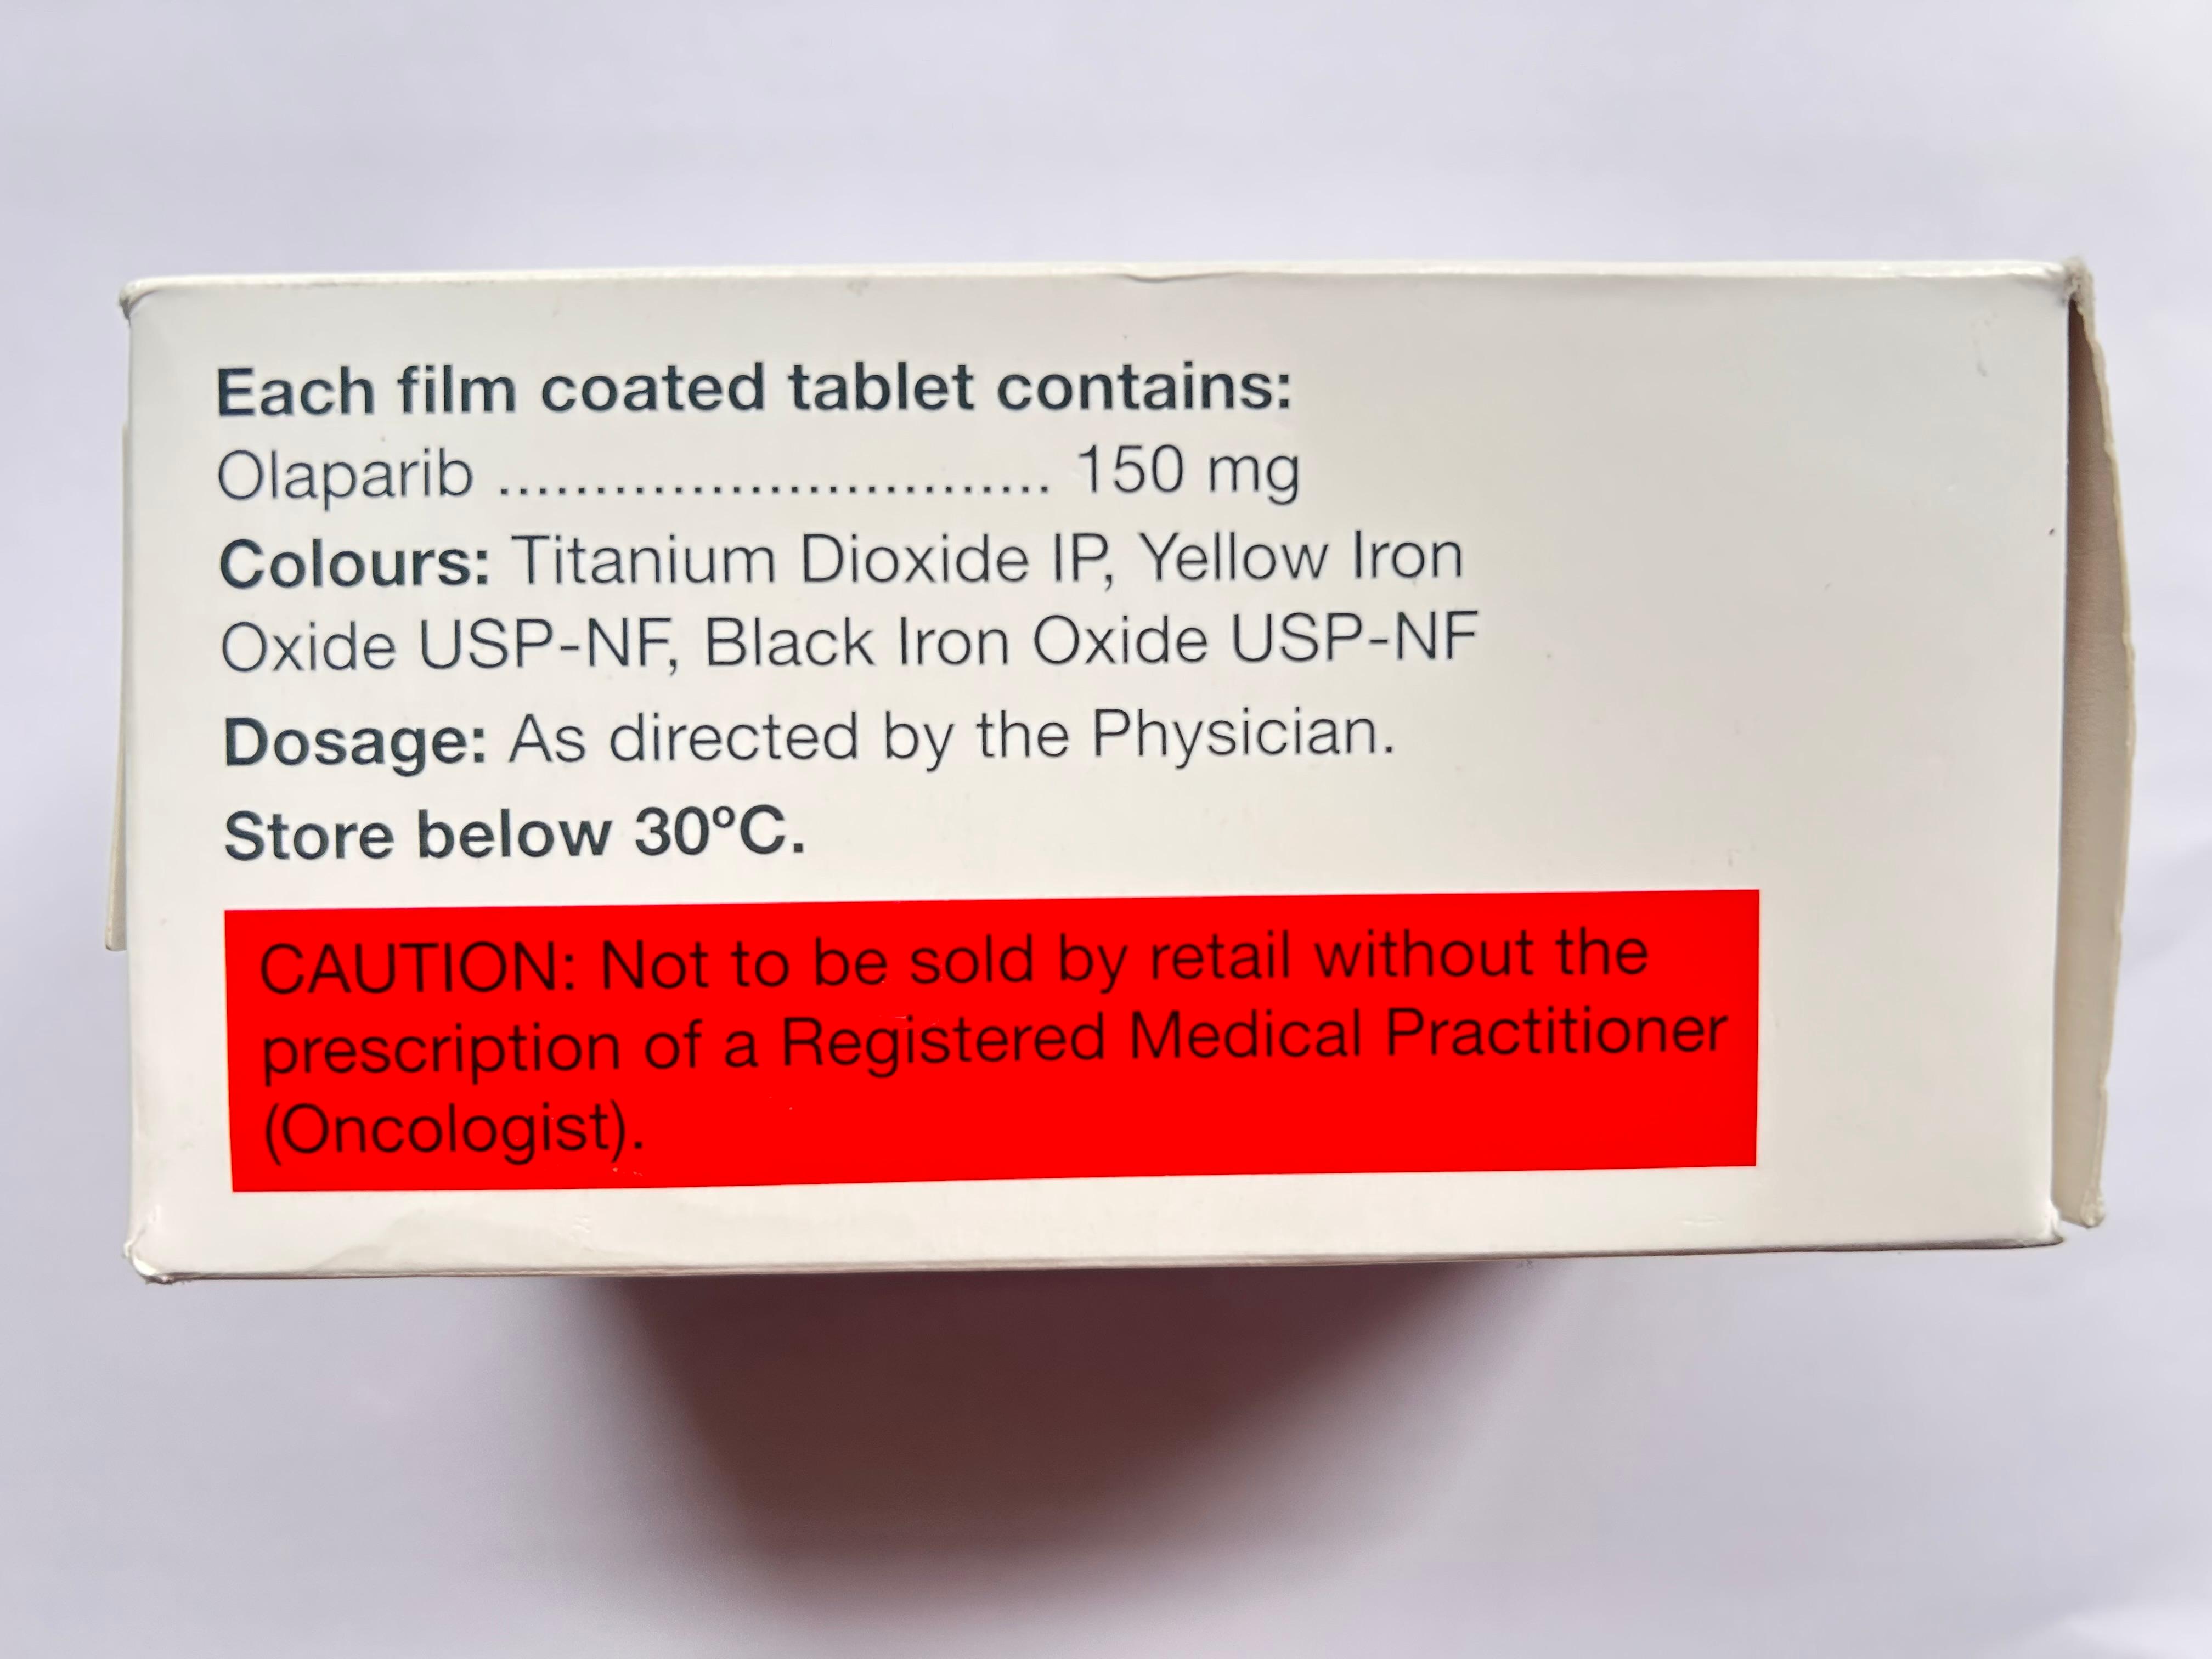 Each film coated tablet contains:
Olaparib ............................. 150 mg
Colours: Titanium Dioxide IP, Yellow Iron
Oxide USP-NF, Black Iron Oxide USP-NF
Dosage: As directed by the Physician.
Store below 30ºC.
CAUTION: Not to be sold by retail without the
prescription of a Registered Medical Practitioner
(Oncologist).